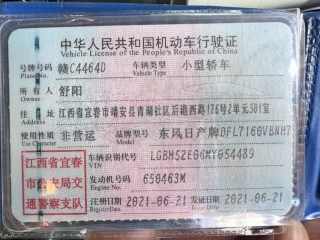 中华人民共和国机动车行驶证
Vehicle License of the People's Republic of China
号牌号码 赣C4464D 车辆类型 小型轿车
Plate No. Vehicle Type
所有人 舒阳
Owner
住址 江西省宜春市靖安县青湖社区后港西路176号2单元501室
Address
使用性质 非营运 品牌型号 东风日产牌DFL7160VBNH7
Use Character Model
江西省宜春
市公安局交
通警察支队
车辆识别代号 LGBH52E06MY054489
VIN
发动机号码 650463M
Engine No.
注册日期 2021-06-21 发证日期 2021-06-21
Register Date Issue Date